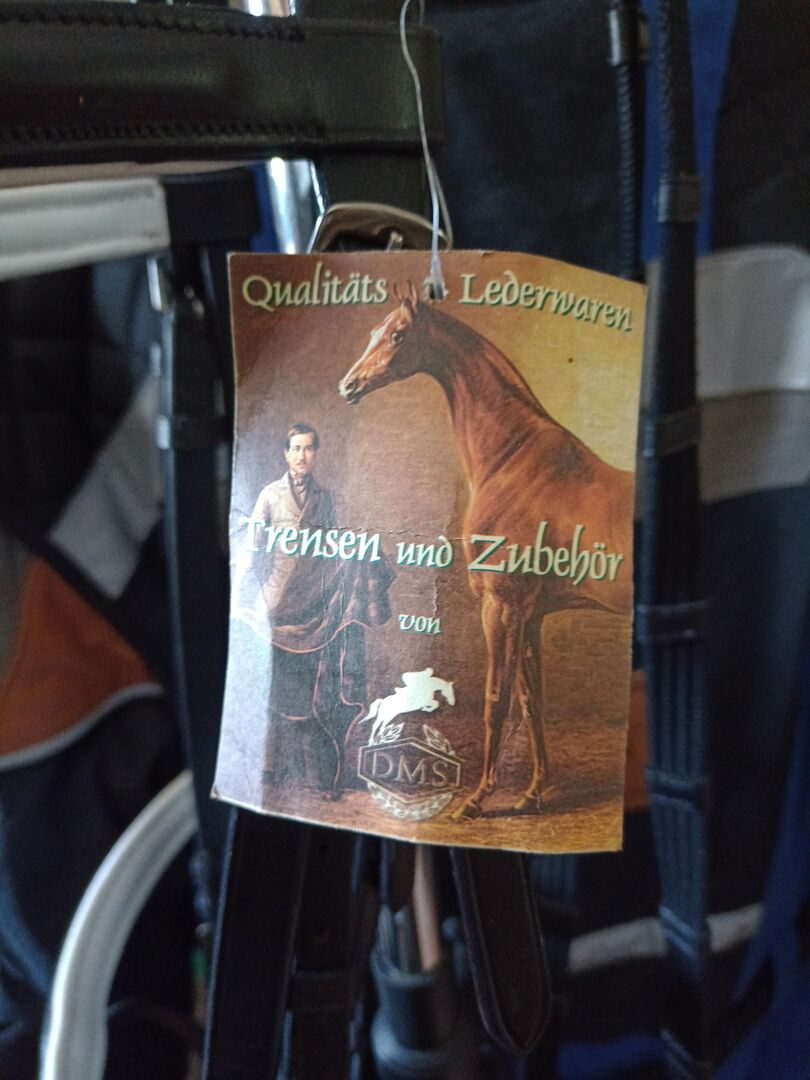 Qualitäts - Lederwaren
Trensen und Zubehör
von
DMS